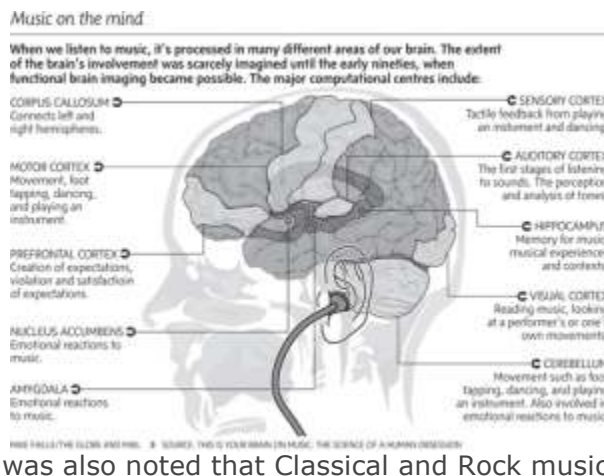 Music on the mind
When we listen to music, it's processed in many different areas of our brain. The extent
of the brain's involvement was scarcely imagined until the early nineties, when
functional brain imaging became possible. The major computational centres include:
CORPUS CALLOSUM
Connects left and
right hemispheres.
MOTOR CORTEX
Movement, foot
tapping, dancing,
and playing an
instrument.
PREFRONTAL CORTEX
Creation of expectations,
violation and satisfaction
of expectations.
NUCLEUS ACCUMBENS
Emotional reactions to
music.
AMYGDALA
Emotional reactions
to music.
SENSORY CORTEX
Tactile feedback from playing
an instrument and dancing.
AUDITORY CORTEX
The first stages of listening
to sounds. The perception
and analysis of tones.
HIPPOCAMPUS
Memory for music,
musical experiences
and contexts.
VISUAL CORTEX
Reading music, looking
at a performer's or one's
own movements.
CEREBELLUM
Movement such as foot
tapping, dancing, and playing
an instrument. Also involved in
emotional reactions to music.
MIKE FAILLE/THE GLOBE AND MAIL SOURCE: THIS IS YOUR BRAIN ON MUSIC: THE SCIENCE OF A HUMAN OBSESSION
was also noted that Classical and Rock music